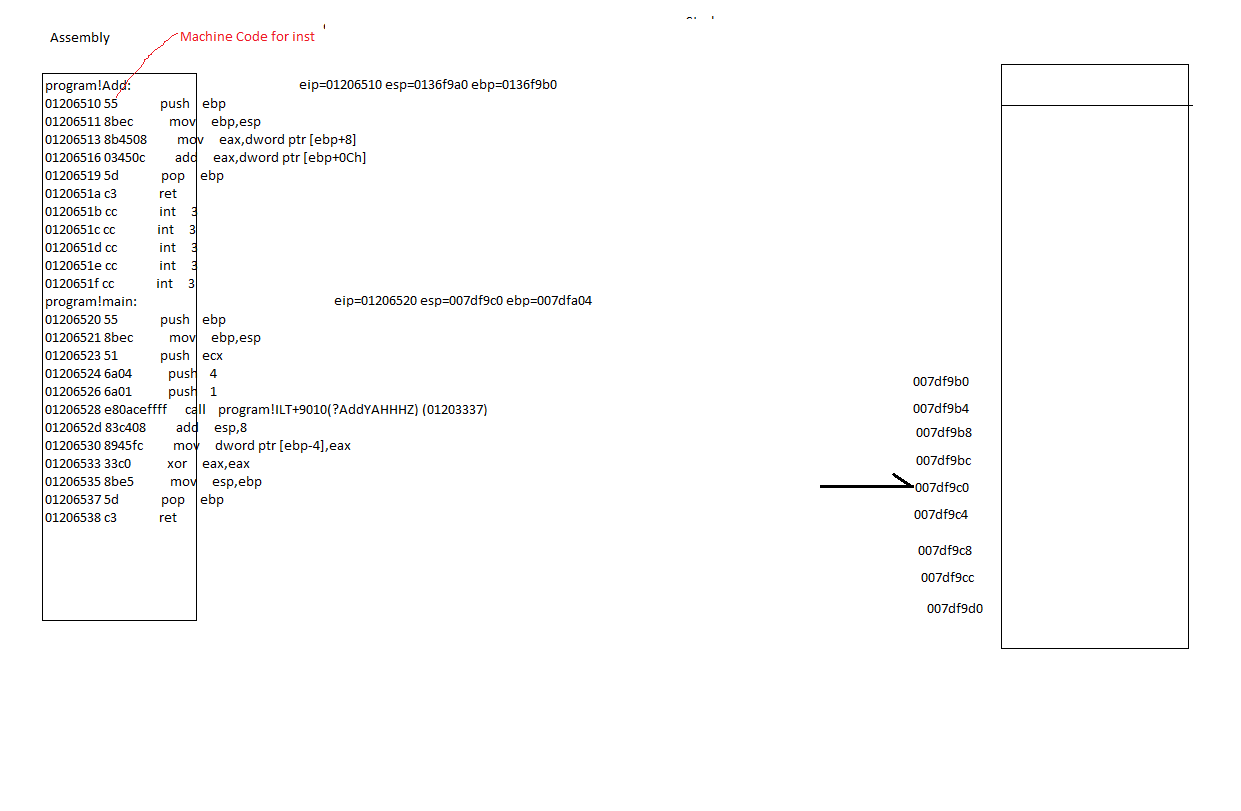 Assembly
Machine Code for inst
program!Add: eip=01206510 esp=0136f9a0 ebp=0136f9b0
01206510 55 push ebp
01206511 8bec mov ebp,esp
01206513 8b4508 mov eax,dword ptr [ebp+8]
01206516 03450c add eax,dword ptr [ebp+0Ch]
01206519 5d pop ebp
0120651a c3 ret
0120651b cc int 3
0120651c cc int 3
0120651d cc int 3
0120651e cc int 3
0120651f cc int 3
program!main: eip=01206520 esp=007df9c0 ebp=007dfa04
01206520 55 push ebp
01206521 8bec mov ebp,esp
01206523 51 push ecx
01206524 6a04 push 4
01206526 6a01 push 1
01206528 e80aceffff call program!ILT+9010(?AddYAHHHZ) (01203337)
0120652d 83c408 add esp,8
01206530 8945fc mov dword ptr [ebp-4],eax
01206533 33c0 xor eax,eax
01206535 8be5 mov esp,ebp
01206537 5d pop ebp
01206538 c3 ret
007df9b0
007df9b4
007df9b8
007df9bc
007df9c0
007df9c4
007df9c8
007df9cc
007df9d0